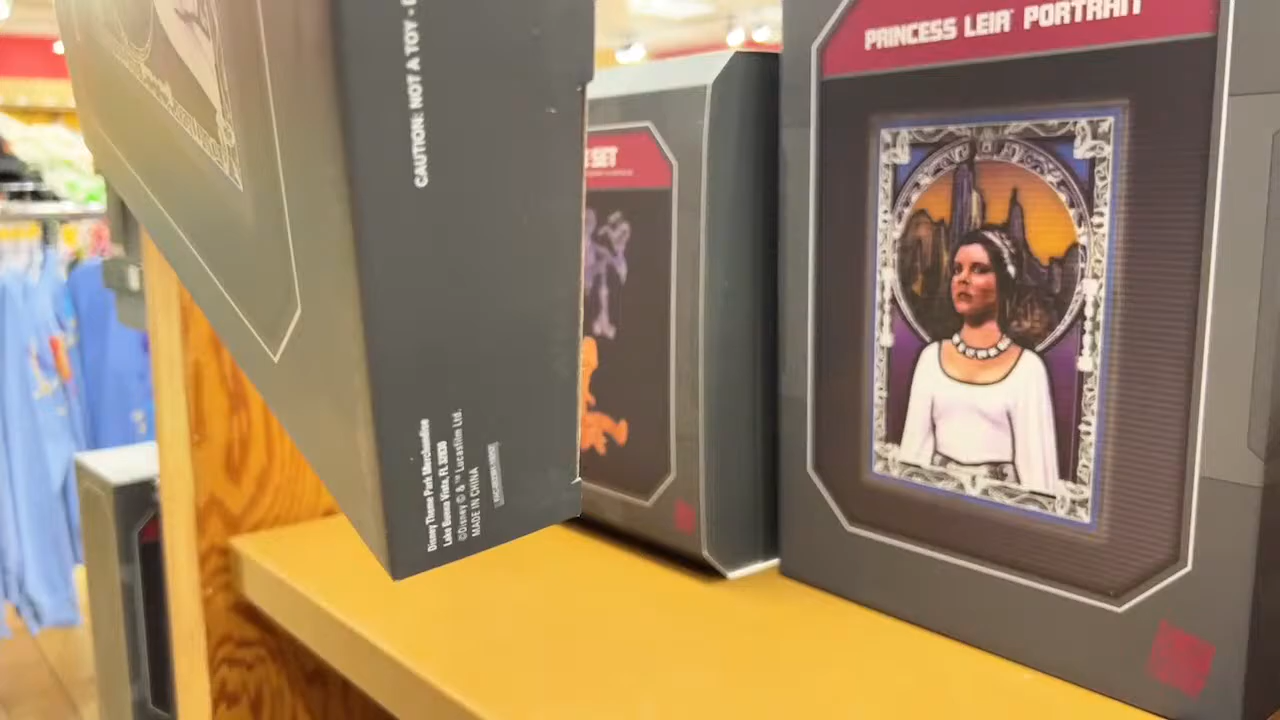 CAUTION: NOT A TOY
Disney Theme Park Merchandise
Lake Buena Vista, FL 32830
©Disney © & ™ Lucasfilm Ltd.
MADE IN CHINA
SET
PRINCESS LEIA™ PORTRAIT